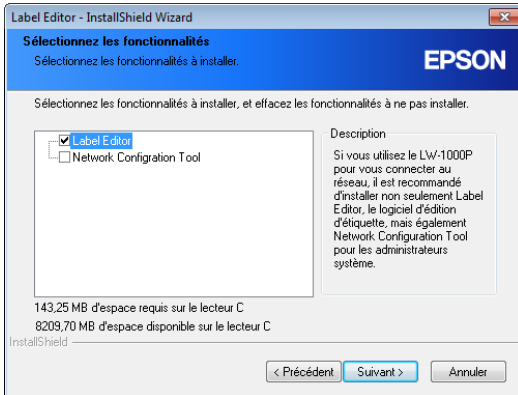 Label Editor - InstallShield Wizard
Sélectionnez les fonctionnalités
Sélectionnez les fonctionnalités à installer.
EPSON
Sélectionnez les fonctionnalités à installer, et effacez les fonctionnalités à ne pas installer.
Label Editor
Network Configration Tool
Description
Si vous utilisez le LW-1000P
pour vous connecter au
réseau, il est recommandé
d'installer non seulement Label
Editor, le logiciel d'édition
d'étiquette, mais également
Network Configuration Tool
pour les administrateurs
système.
143,25 MB d'espace requis sur le lecteur C
8209,70 MB d'espace disponible sur le lecteur C
InstallShield
< Précédent
Suivant >
Annuler